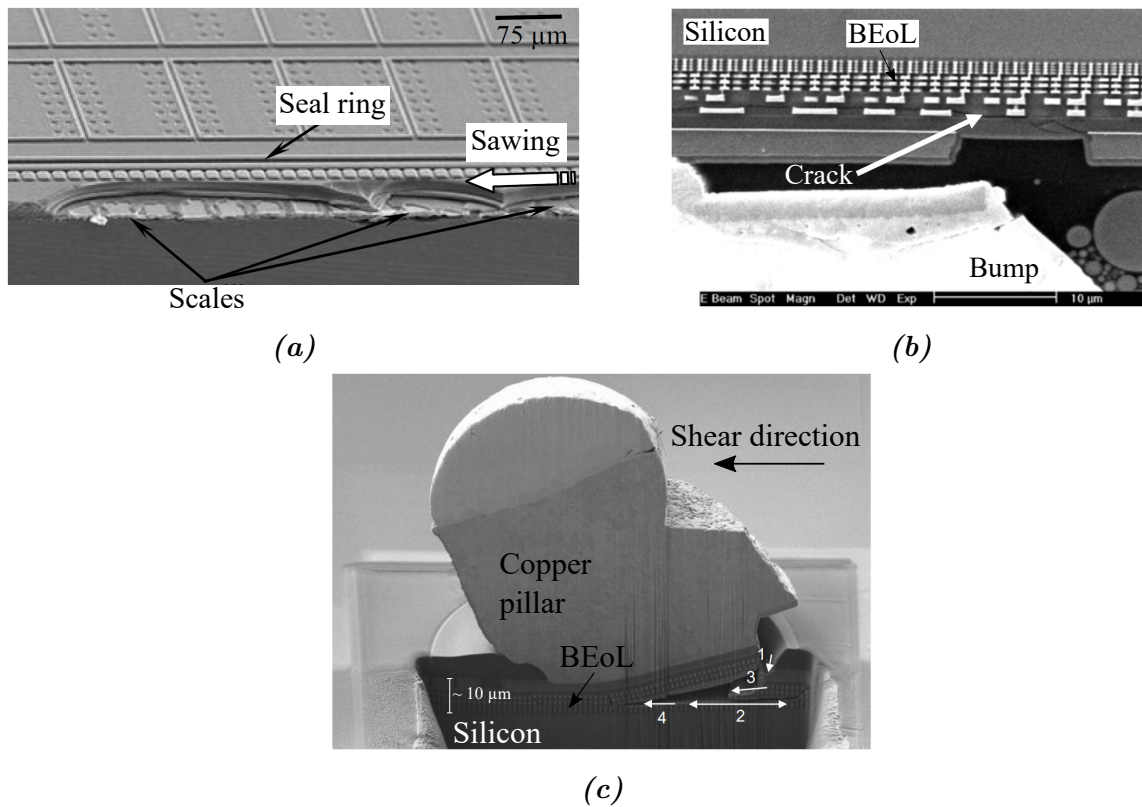 75 µm
Seal ring
Sawing
Scales
(a)
Silicon
BEoL
Crack
Bump
E Beam Spot Magn Det WD Exp 10 µm
(b)
Shear direction
Copper
pillar
BEoL
1
3
~ 10 µm
4
2
Silicon
(c)